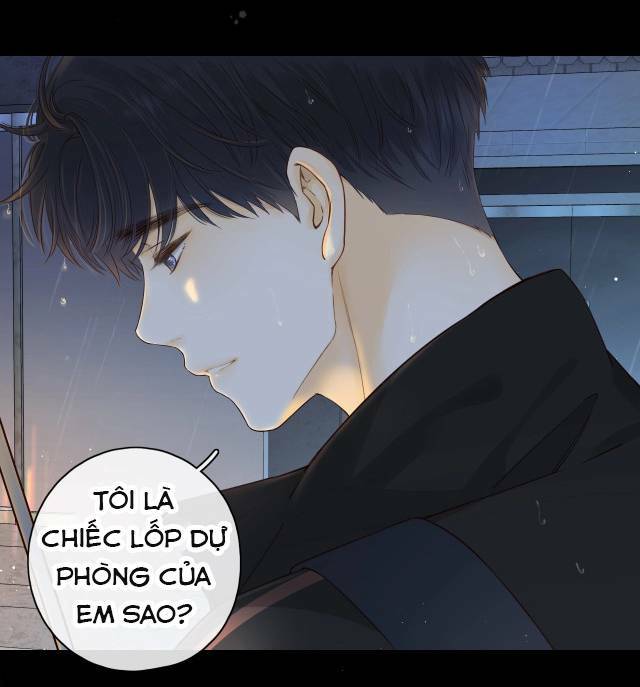 TÔI LÀ
CHIẾC LỐP DỰ
PHÒNG CỦA
EM SAO?